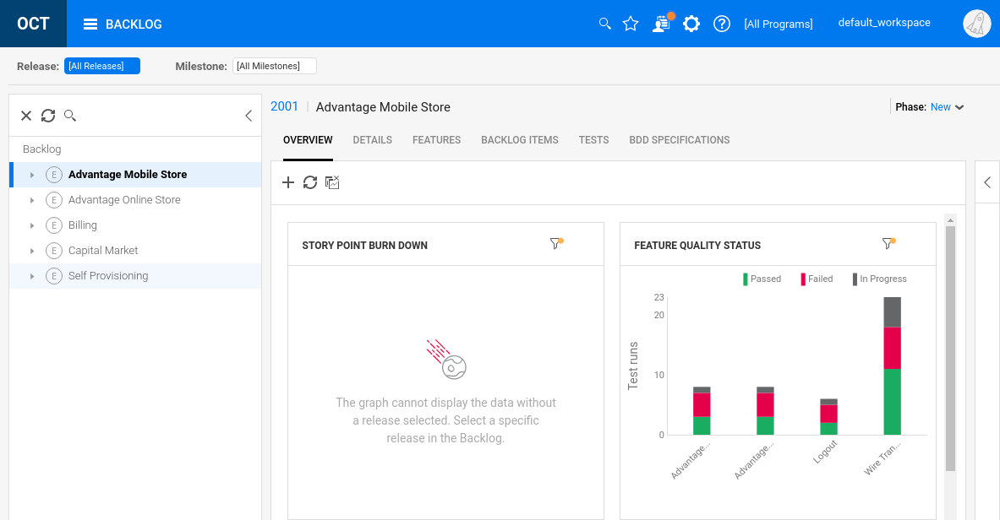 OCT
BACKLOG
[All Programs]
default_workspace
Release:
[All Releases]
Milestone:
[All Milestones]
Backlog
E Advantage Mobile Store
E Advantage Online Store
E Billing
E Capital Market
E Self Provisioning
2001
Advantage Mobile Store
Phase: New
OVERVIEW
DETAILS
FEATURES
BACKLOG ITEMS
TESTS
BDD SPECIFICATIONS
STORY POINT BURN DOWN
The graph cannot display the data without
a release selected. Select a specific
release in the Backlog.
FEATURE QUALITY STATUS
Passed
Failed
In Progress
Test runs
23
20
10
0
Advantage...
Advantage...
Logout
Wire Tran...